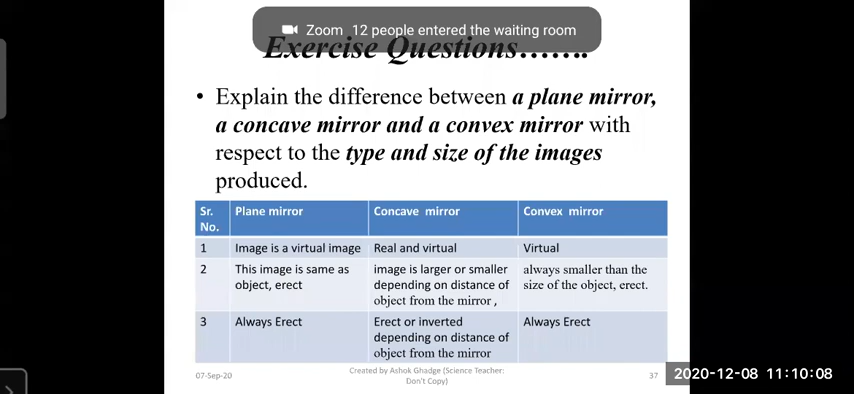 Zoom 12 people entered the waiting room
Exercise Questions.......
• Explain the difference between a plane mirror,
a concave mirror and a convex mirror with
respect to the type and size of the images
produced.
Sr. No. Plane mirror Concave mirror Convex mirror
1 Image is a virtual image Real and virtual Virtual
2 This image is same as object, erect image is larger or smaller depending on distance of object from the mirror , always smaller than the size of the object, erect.
3 Always Erect Erect or inverted depending on distance of object from the mirror Always Erect
07-Sep-20
Created by Ashok Ghadge (Science Teacher:
Don't Copy)
37
2020-12-08 11:10:08